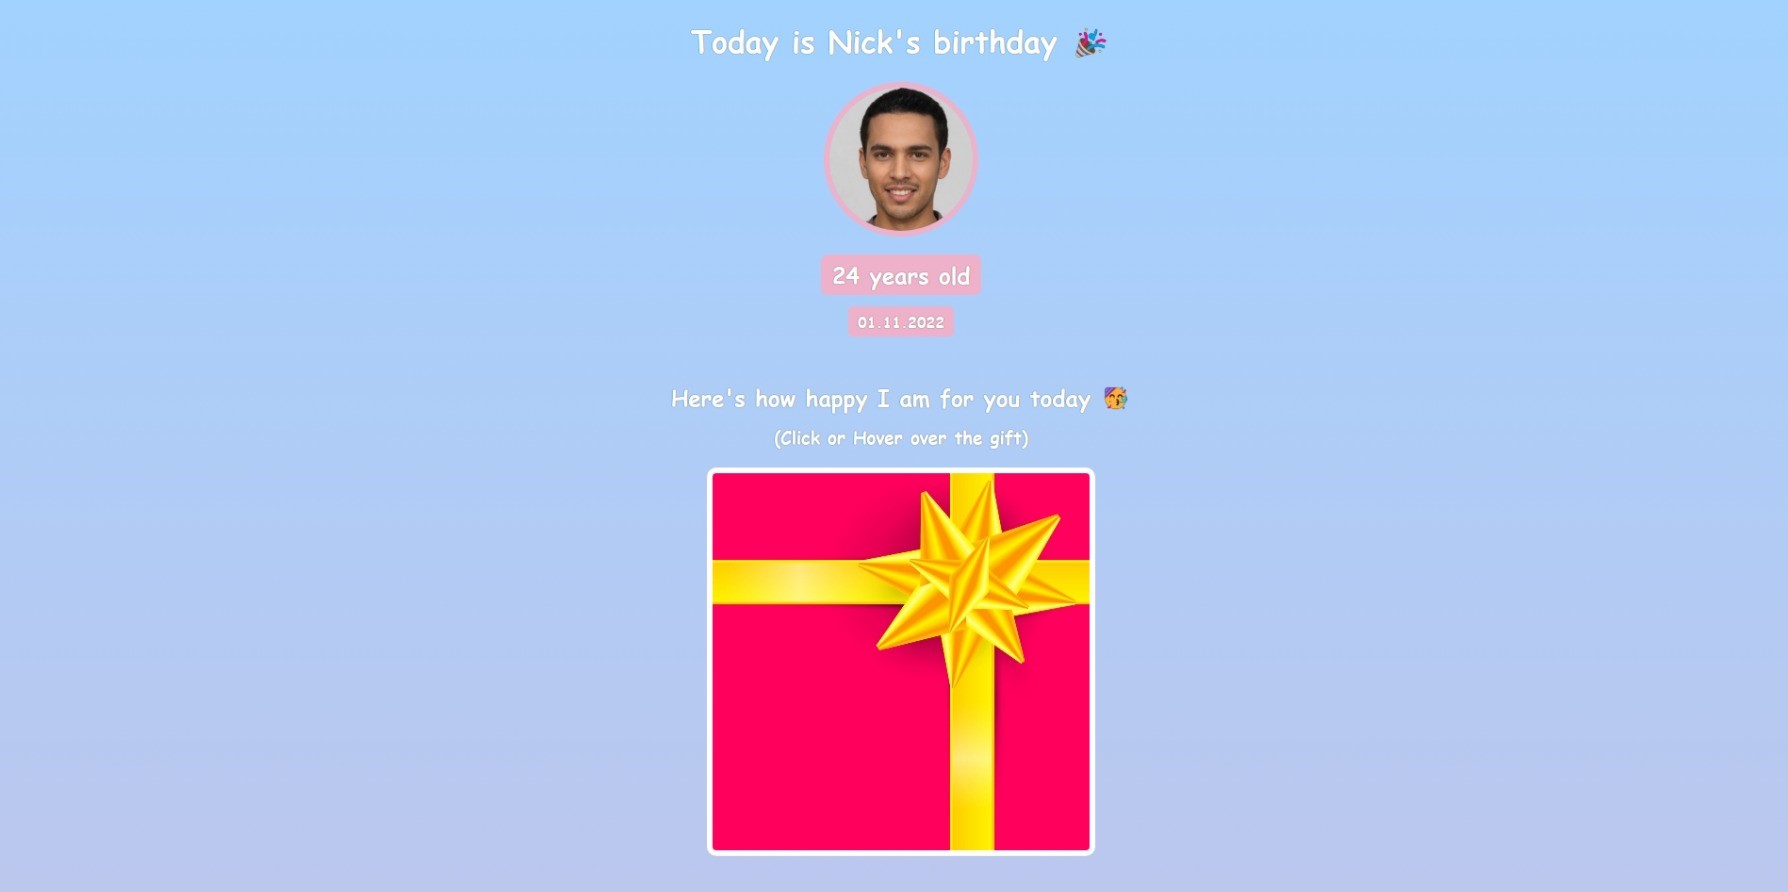 Today is Nick's birthday 🎉
24 years old
01.11.2022
Here's how happy I am for you today 🥳
(Click or Hover over the gift)